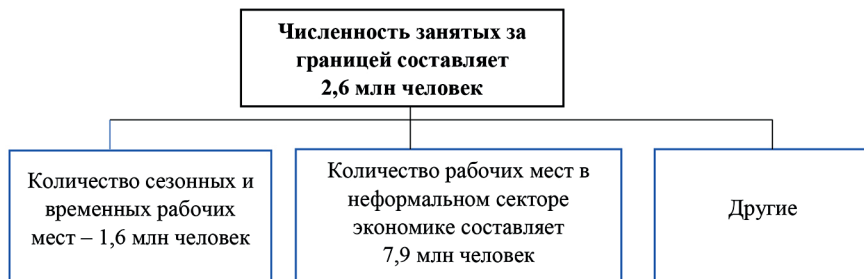 Численность занятых за
границей составляет
2,6 млн человек
Количество сезонных и
временных рабочих
мест – 1,6 млн человек
Количество рабочих мест в
неформальном секторе
экономике составляет
7,9 млн человек
Другие